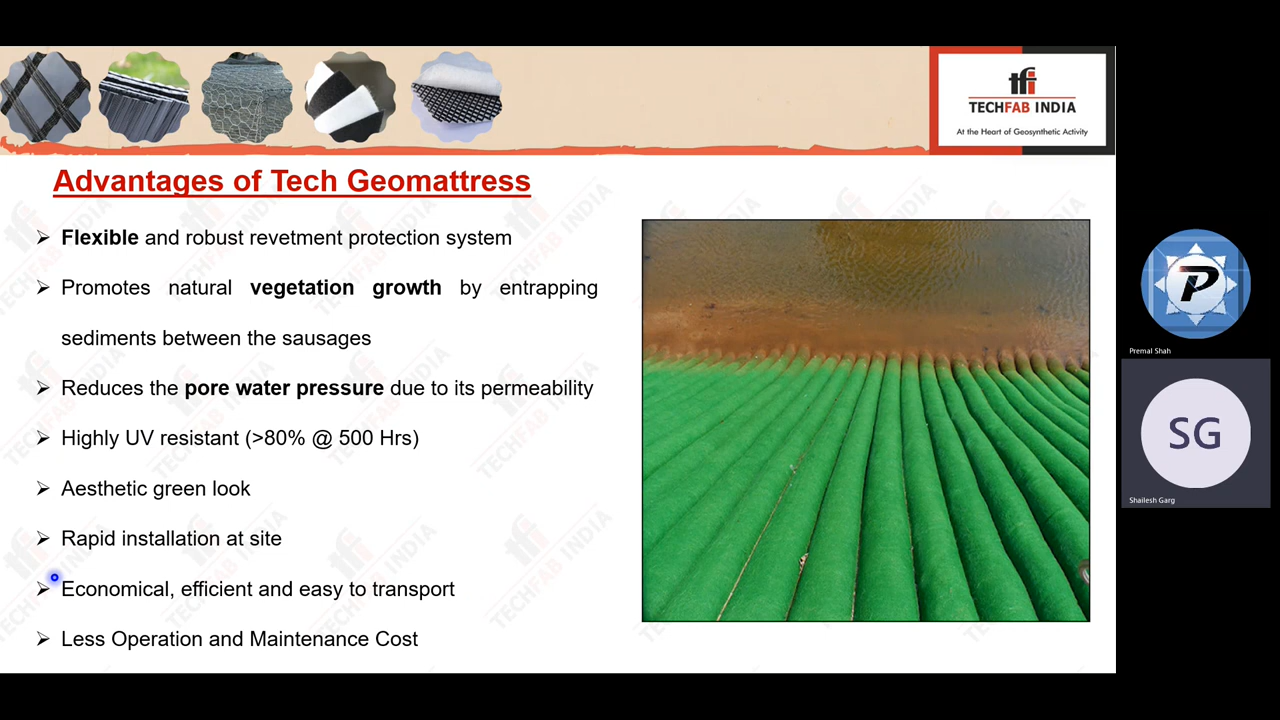 tfi
TECHFAB INDIA
At the Heart of Geosynthetic Activity
Advantages of Tech Geomattress
Flexible and robust revetment protection system
Promotes natural vegetation growth by entrapping
sediments between the sausages
Reduces the pore water pressure due to its permeability
Highly UV resistant (>80% @ 500 Hrs)
Aesthetic green look
Rapid installation at site
Economical, efficient and easy to transport
Less Operation and Maintenance Cost
P
Premal Shah
SG
Shailesh Garg